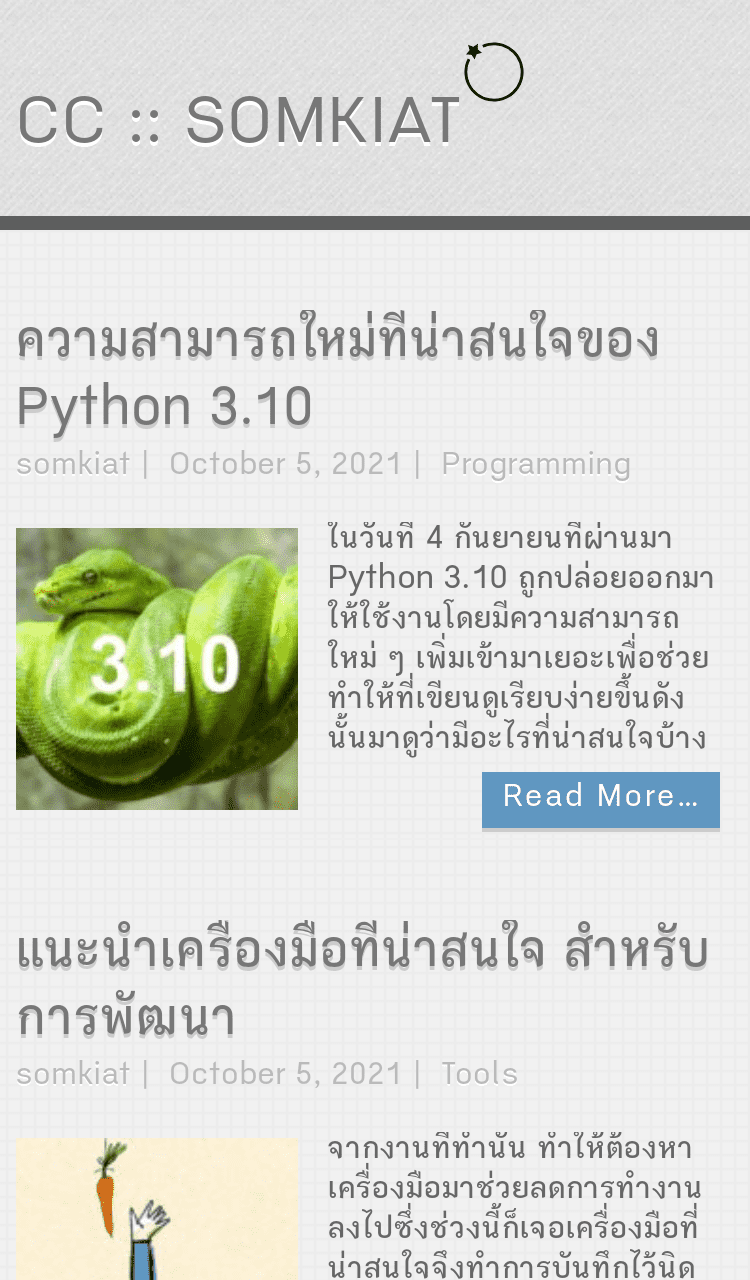 CC :: SOMKIAT
ความสามารถใหม่ที่น่าสนใจของ
Python 3.10
somkiat | October 5, 2021 | Programming
ในวันที่ 4 กันยายนที่ผ่านมา
Python 3.10 ถูกปล่อยออกมา
ให้ใช้งานโดยมีความสามารถ
ใหม่ ๆ เพิ่มเข้ามาเยอะเพื่อช่วย
ทำให้ที่เขียนดูเรียบง่ายขึ้นดัง
นั้นมาดูว่ามีอะไรที่น่าสนใจบ้าง
3.10
Read More...
แนะนำเครื่องมือที่น่าสนใจ สำหรับ
การพัฒนา
somkiat | October 5, 2021 | Tools
จากงานที่ทำนั้น ทำให้ต้องหา
เครื่องมือมาช่วยลดการทำงาน
ลงไปซึ่งช่วงนี้ก็เจอเครื่องมือที่
น่าสนใจจึงทำการบันทึกไว้นิด